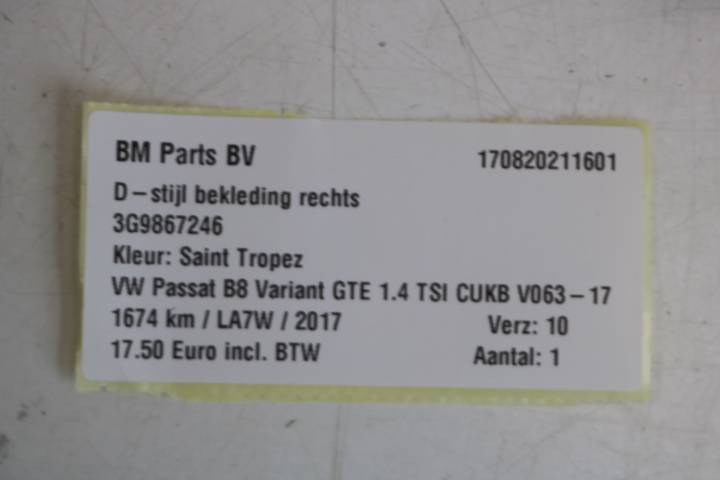 BM Parts BV 170820211601
D-stijl bekleding rechts
3G9867246
Kleur: Saint Tropez
VW Passat B8 Variant GTE 1.4 TSI CUKB V063-17
1674 km / LA7W / 2017 Verz: 10
17.50 Euro incl. BTW Aantal: 1